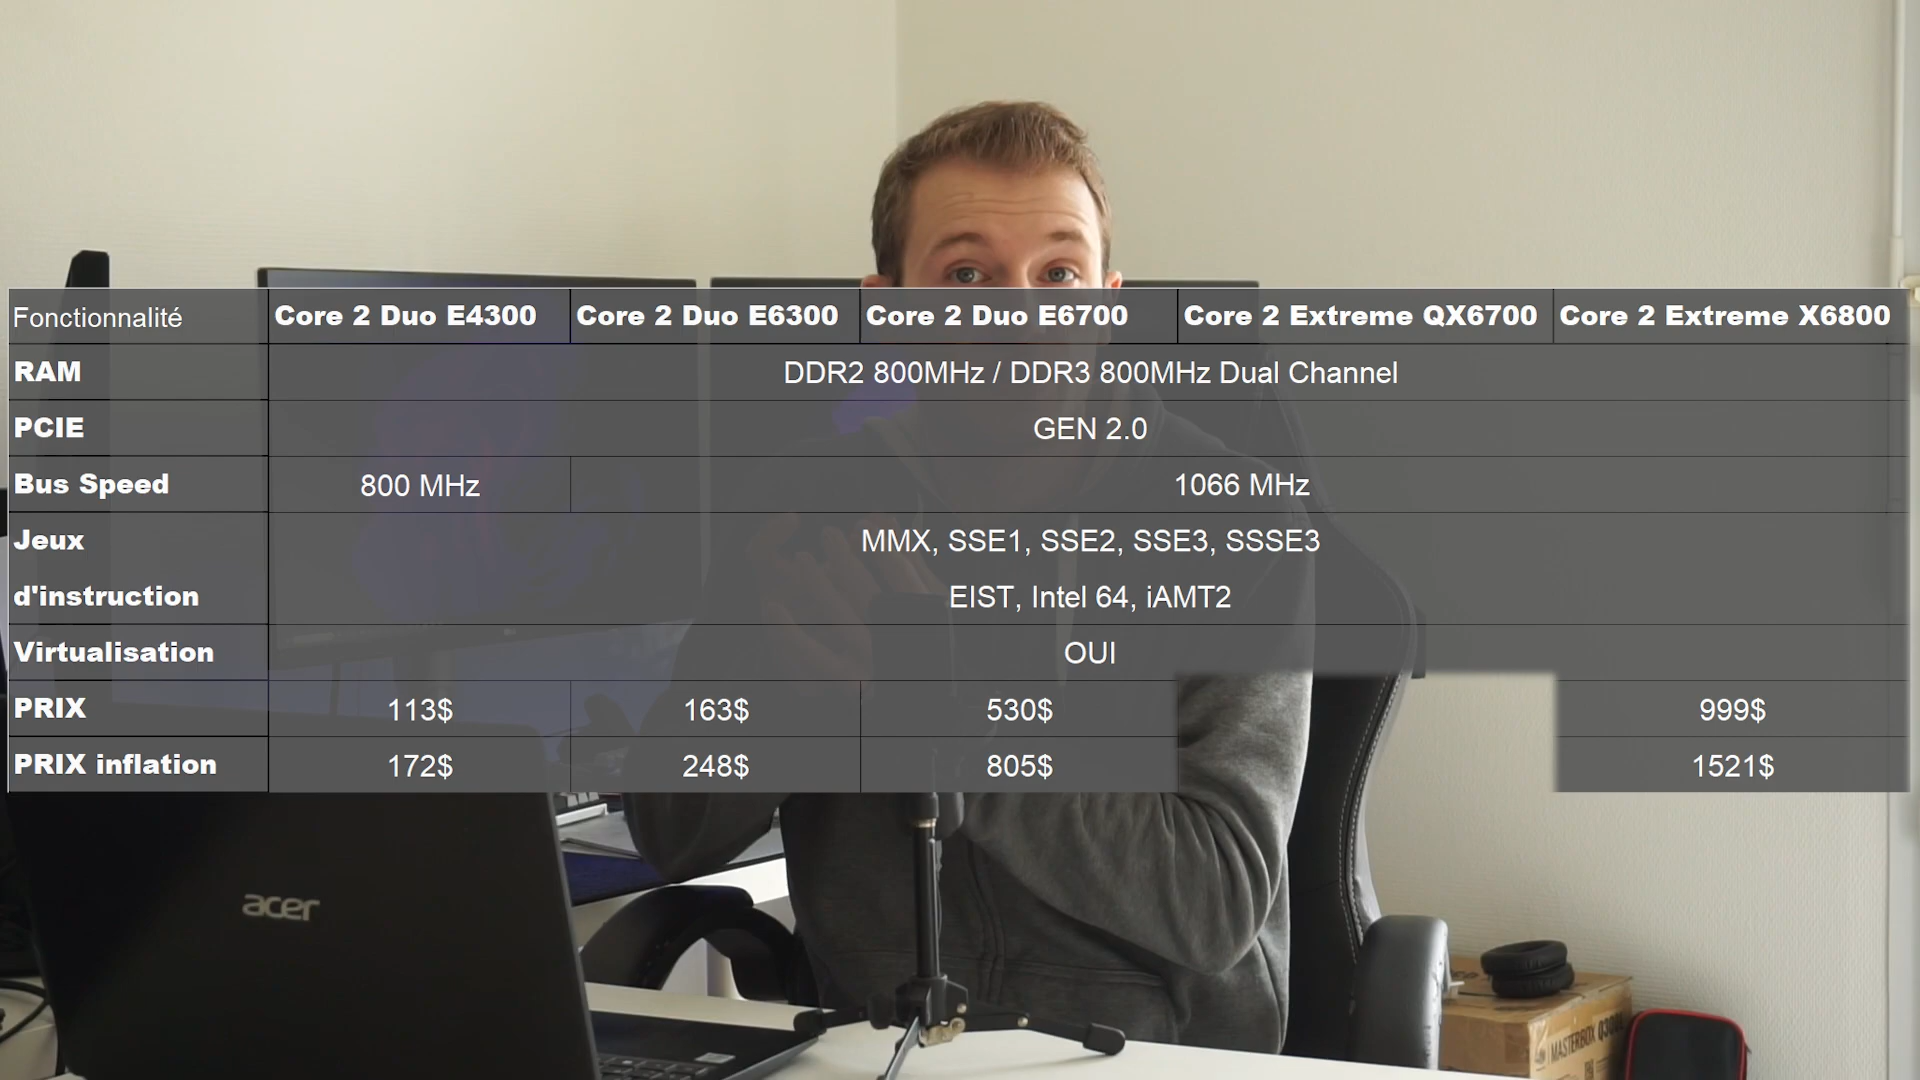 Fonctionnalité Core 2 Duo E4300 Core 2 Duo E6300 Core 2 Duo E6700 Core 2 Extreme QX6700 Core 2 Extreme X6800
RAM DDR2 800MHz / DDR3 800MHz Dual Channel
PCIE GEN 2.0
Bus Speed 800 MHz 1066 MHz
Jeux MMX, SSE1, SSE2, SSE3, SSSE3
d'instruction EIST, Intel 64, iAMT2
Virtualisation OUI
PRIX 113$ 163$ 530$ 999$
PRIX inflation 172$ 248$ 805$ 1521$
acer
MASTERBOX